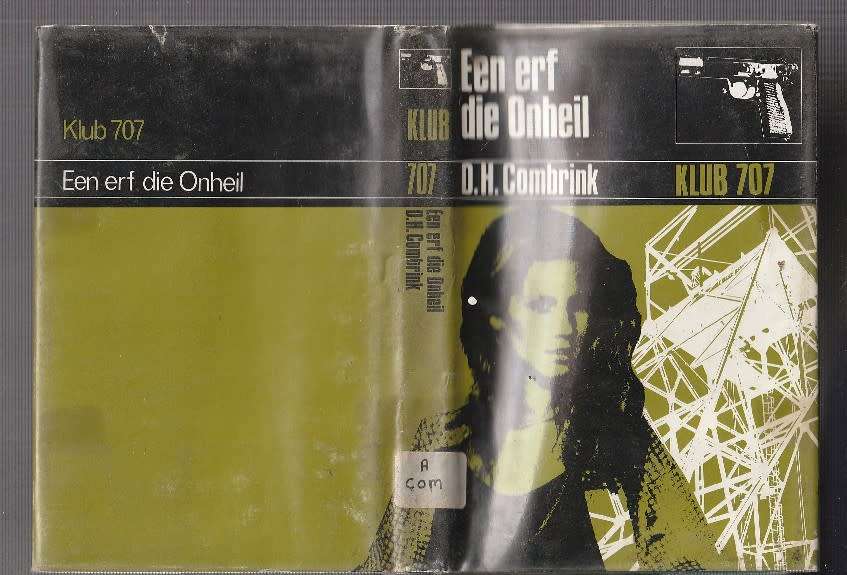 Klub 707
Een erf die Onheil
KLUB
707
Een erf die Onheil
D.H. Combrink
A
Com
Een erf
die Onheil
D.H. Combrink
KLUB 707